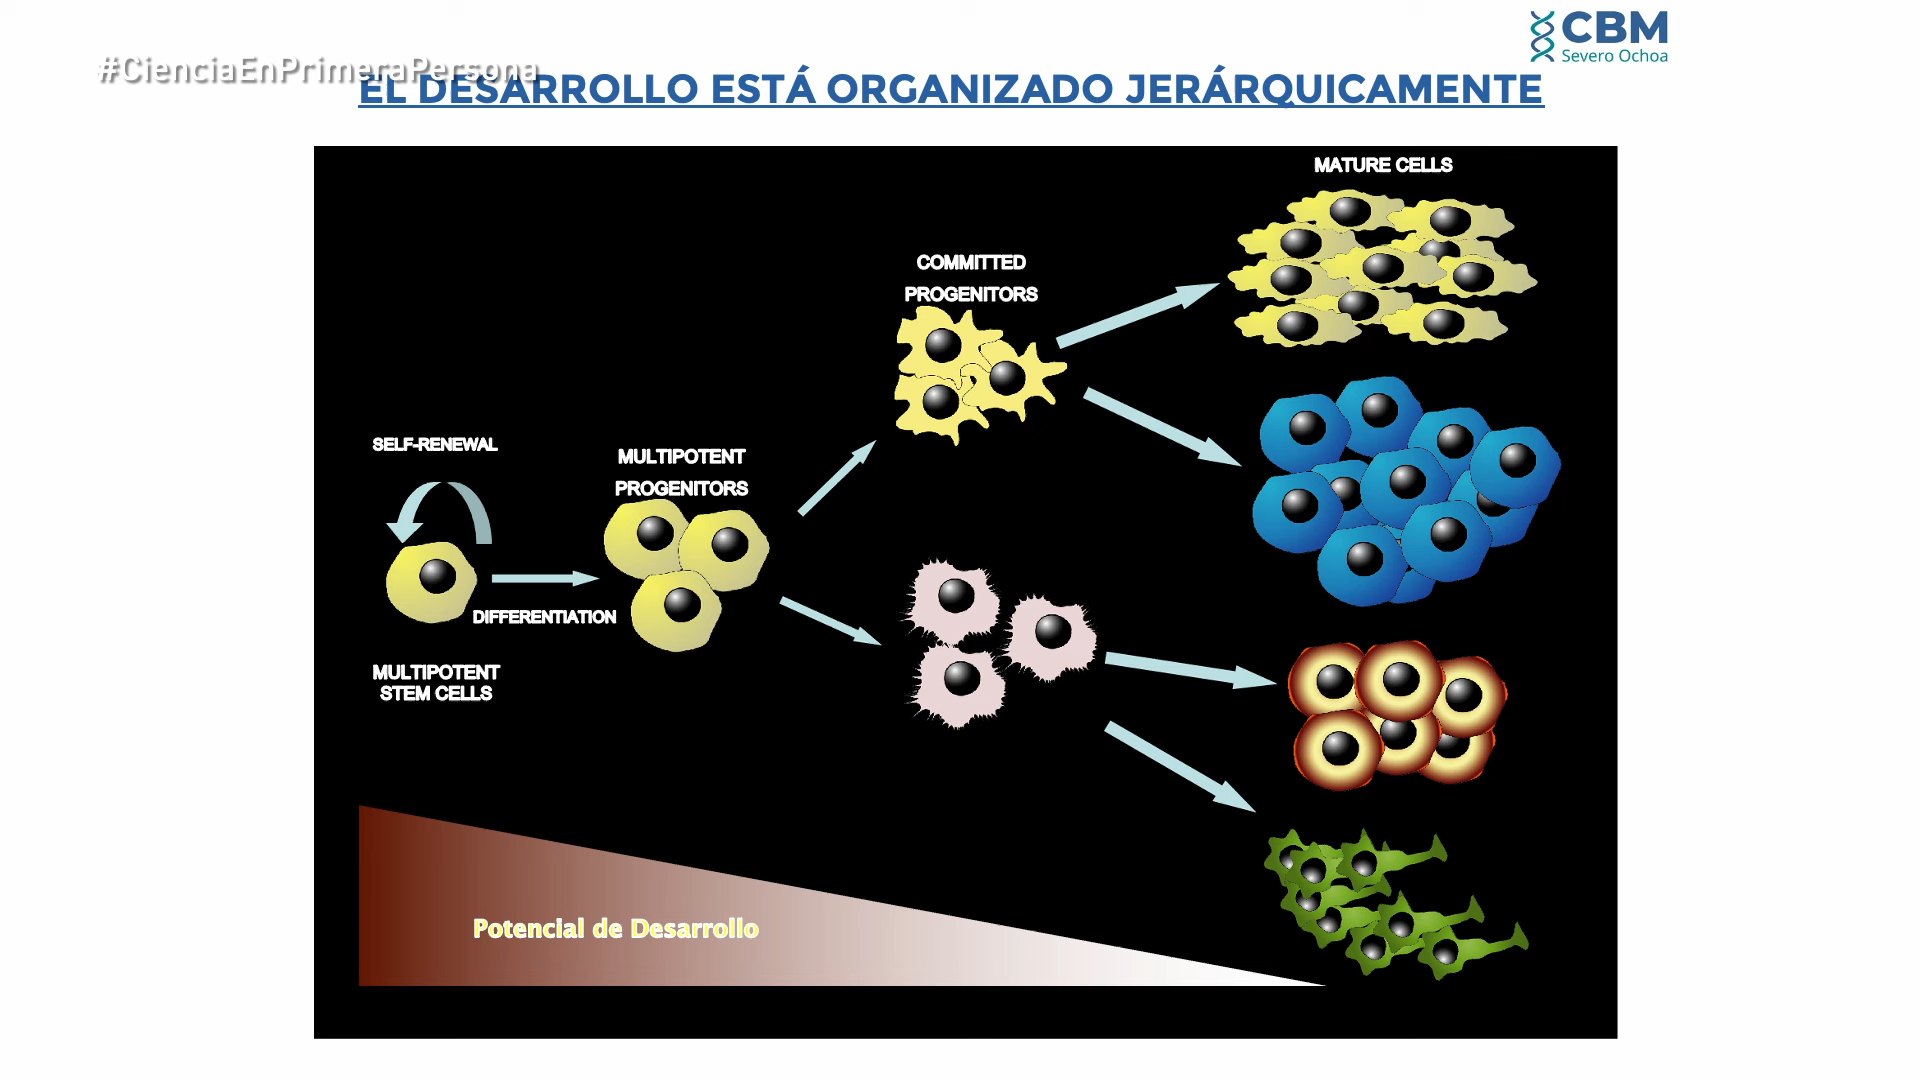 CBM
Severo Ochoa
#CienciaEnPrimeraPersona
EL DESARROLLO ESTÁ ORGANIZADO JERÁRQUICAMENTE
MATURE CELLS
COMMITTED
PROGENITORS
SELF-RENEWAL
MULTIPOTENT
PROGENITORS
DIFFERENTIATION
MULTIPOTENT
STEM CELLS
Potencial de Desarrollo